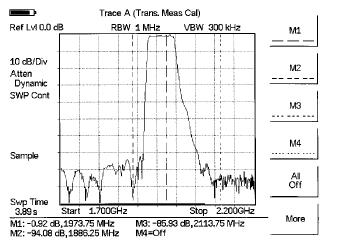 Trace A (Trans. Meas Cal)
Ref Lvl 0.0 dB RBW 1 MHz VBW 300 kHz
M1
10 dB/Div
Atten
Dynamic
SWP Cont
M2
M3
M4
Sample
All
Off
Swp Time
3.89 s Start 1.700GHz Stop 2.200GHz
M1: -0.92 dB,1973.75 MHz M3: -85.93 dB,2113.75 MHz
M2: -94.08 dB,1886.25 MHz M4=Off
More